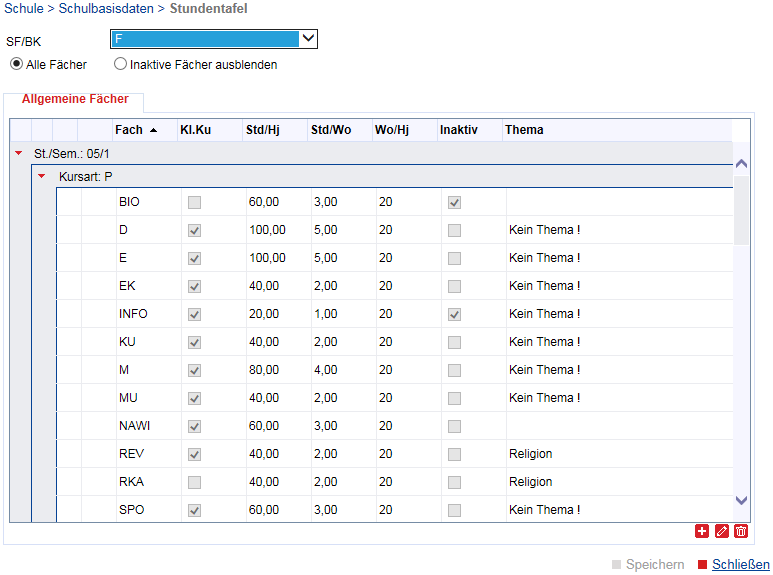 Schule > Schulbasisdaten > Stundentafel
SF/BK F
Alle Fächer Inaktive Fächer ausblenden
Allgemeine Fächer
Fach Kl.Ku Std/Hj Std/Wo Wo/Hj Inaktiv Thema
St./Sem.: 05/1
Kursart: P
BIO 60,00 3,00 20
D 100,00 5,00 20 Kein Thema !
E 100,00 5,00 20 Kein Thema !
EK 40,00 2,00 20 Kein Thema !
INFO 20,00 1,00 20 Kein Thema !
KU 40,00 2,00 20 Kein Thema !
M 80,00 4,00 20 Kein Thema !
MU 40,00 2,00 20 Kein Thema !
NAWI 60,00 3,00 20
REV 40,00 2,00 20 Religion
RKA 40,00 2,00 20 Religion
SPO 60,00 3,00 20 Kein Thema !
Speichern Schließen